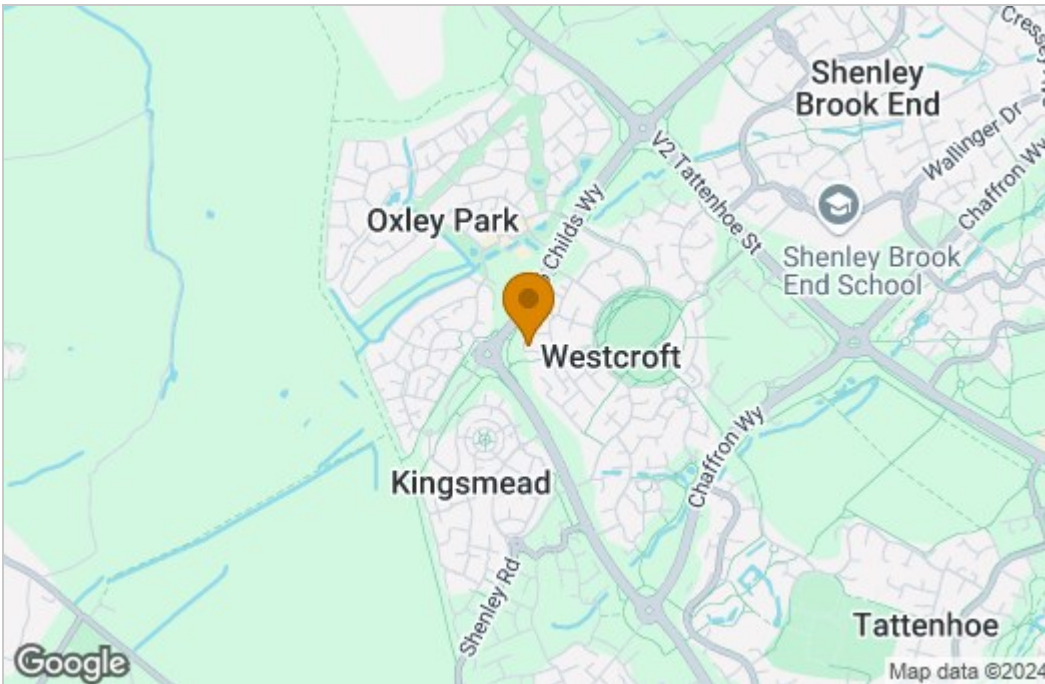 Shenley
Brook End
Cresse
Wallinger Dr
V2 Tattenhoe St
Chaffron Wy
Oxley Park
Childs Wy
Shenley Brook
End School
Westcroft
Chaffron Wy
Kingsmead
Shenley Rd
Tattenhoe
Google
Map data ©2024